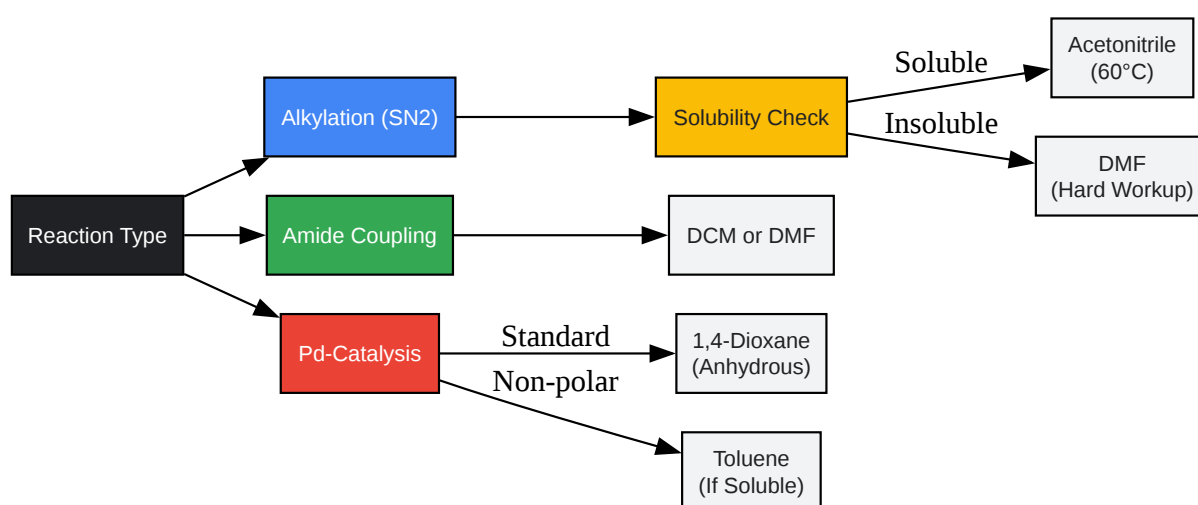 Acetonitrile
(60°C)
Soluble
Alkylation (SN2)
Solubility Check
Insoluble
DMF
(Hard Workup)
Reaction Type
Amide Coupling
DCM or DMF
Pd-Catalysis
Standard
1,4-Dioxane
(Anhydrous)
Non-polar
Toluene
(If Soluble)